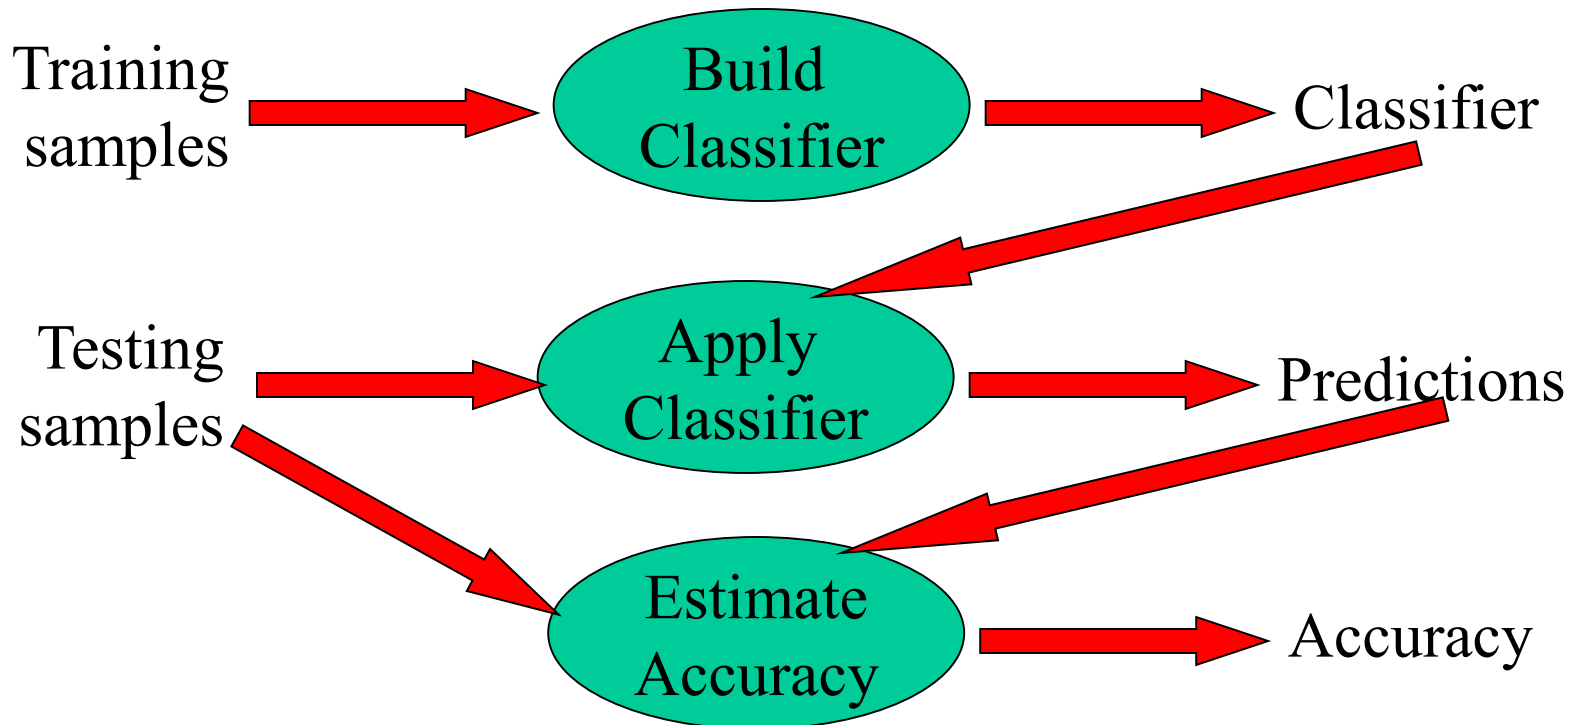 Training
samples
Build
Classifier
Classifier
Testing
samples
Apply
Classifier
Predictions
Estimate
Accuracy
Accuracy